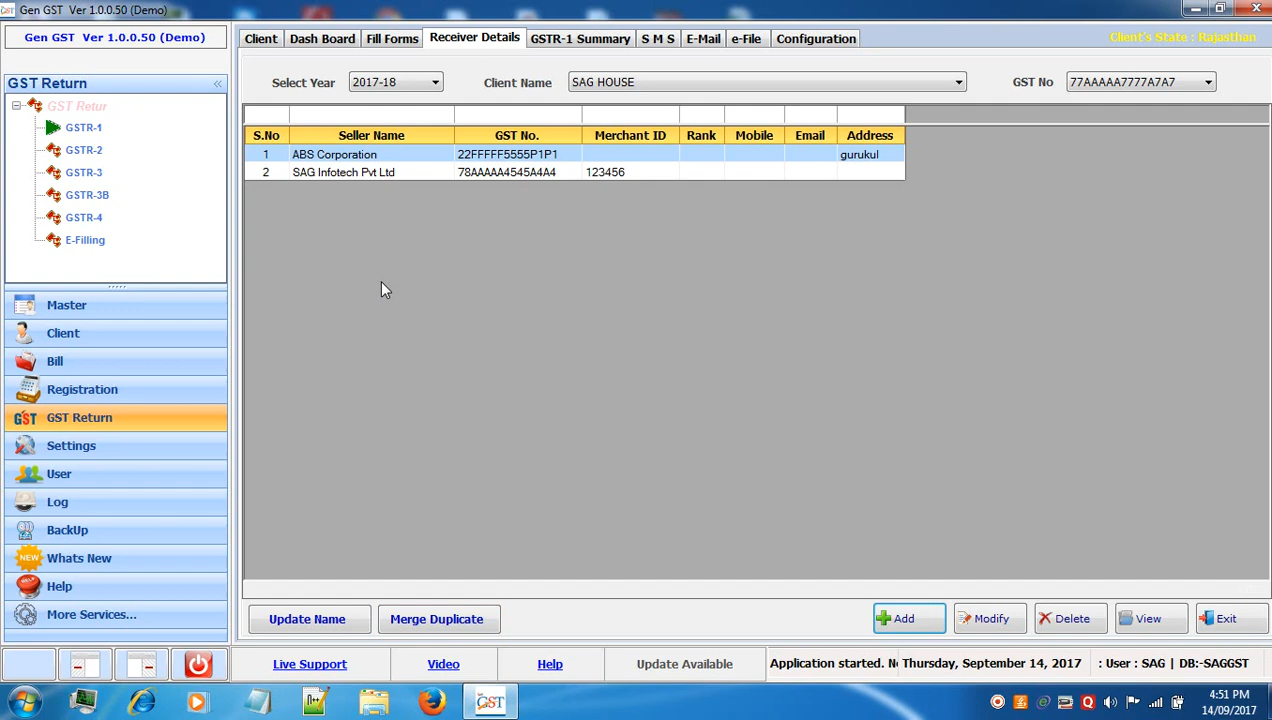 Gen GST Ver 1.0.0.50 (Demo)
Gen GST Ver 1.0.0.50 (Demo)
Client
Dash Board
Fill Forms
Receiver Details
GSTR-1 Summary
S M S
E-Mail
e-File
Configuration
Client's State : Rajasthan
GST Return
GST Retur
GSTR-1
GSTR-2
GSTR-3
GSTR-3B
GSTR-4
E-Filling
Select Year 2017-18 Client Name SAG HOUSE GST No 77AAAAA7777A7A7
S.No Seller Name GST No. Merchant ID Rank Mobile Email Address
1 ABS Corporation 22FFFFF5555P1P1 gurukul
2 SAG Infotech Pvt Ltd 78AAAAA4545A4A4 123456
Master
Client
Bill
Registration
GST GST Return
Settings
User
Log
BackUp
NEW Whats New
Help
More Services...
Update Name Merge Duplicate Add Modify Delete View Exit
Live Support Video Help Update Available Application started. Ne Thursday, September 14, 2017 : User : SAG | DB:-SAGGST
GST
4:51 PM
14/09/2017